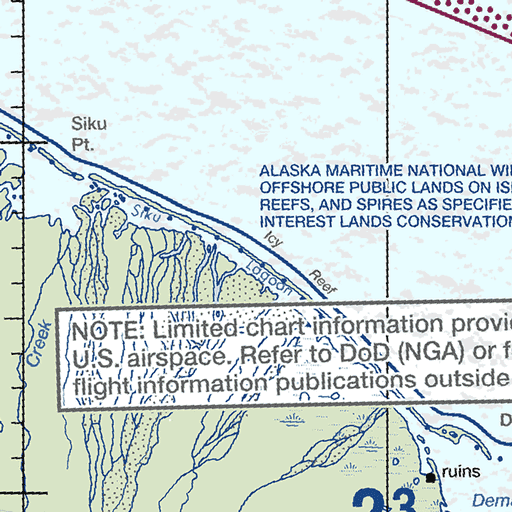 Siku
Pt.
ALASKA MARITIME NATIONAL WI
OFFSHORE PUBLIC LANDS ON IS
REEFS, AND SPIRES AS SPECIFIE
INTEREST LANDS CONSERVATION
Siku
Icy
Lagoon
Reef
NOTE: Limited chart information provi
U.S. airspace. Refer to DoD (NGA) or f
flight information publications outside
Creek
D
ruins
Dema
23